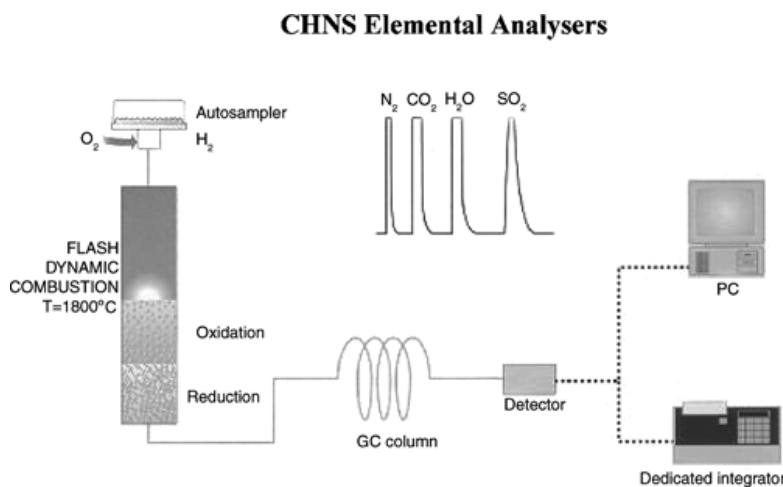 CHNS Elemental Analysers
N₂ CO₂ H₂O SO₂
Autosampler
O₂ H₂
FLASH
DYNAMIC
COMBUSTION
T=1800°C
Oxidation
Reduction
GC column
Detector
PC
Dedicated integrator